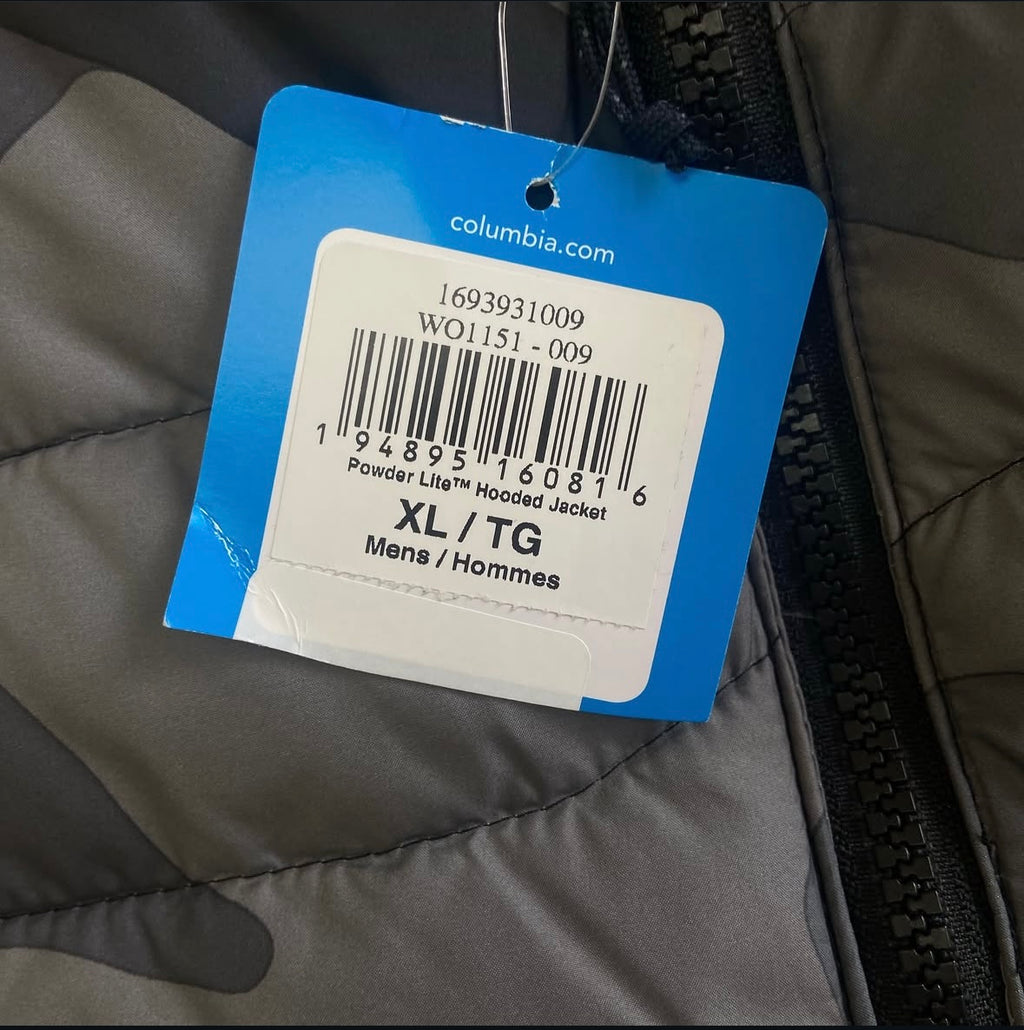 columbia.com
1693931009
WO1151 - 009
1 94895 16081 6
Powder Lite™ Hooded Jacket
XL / TG
Mens / Hommes